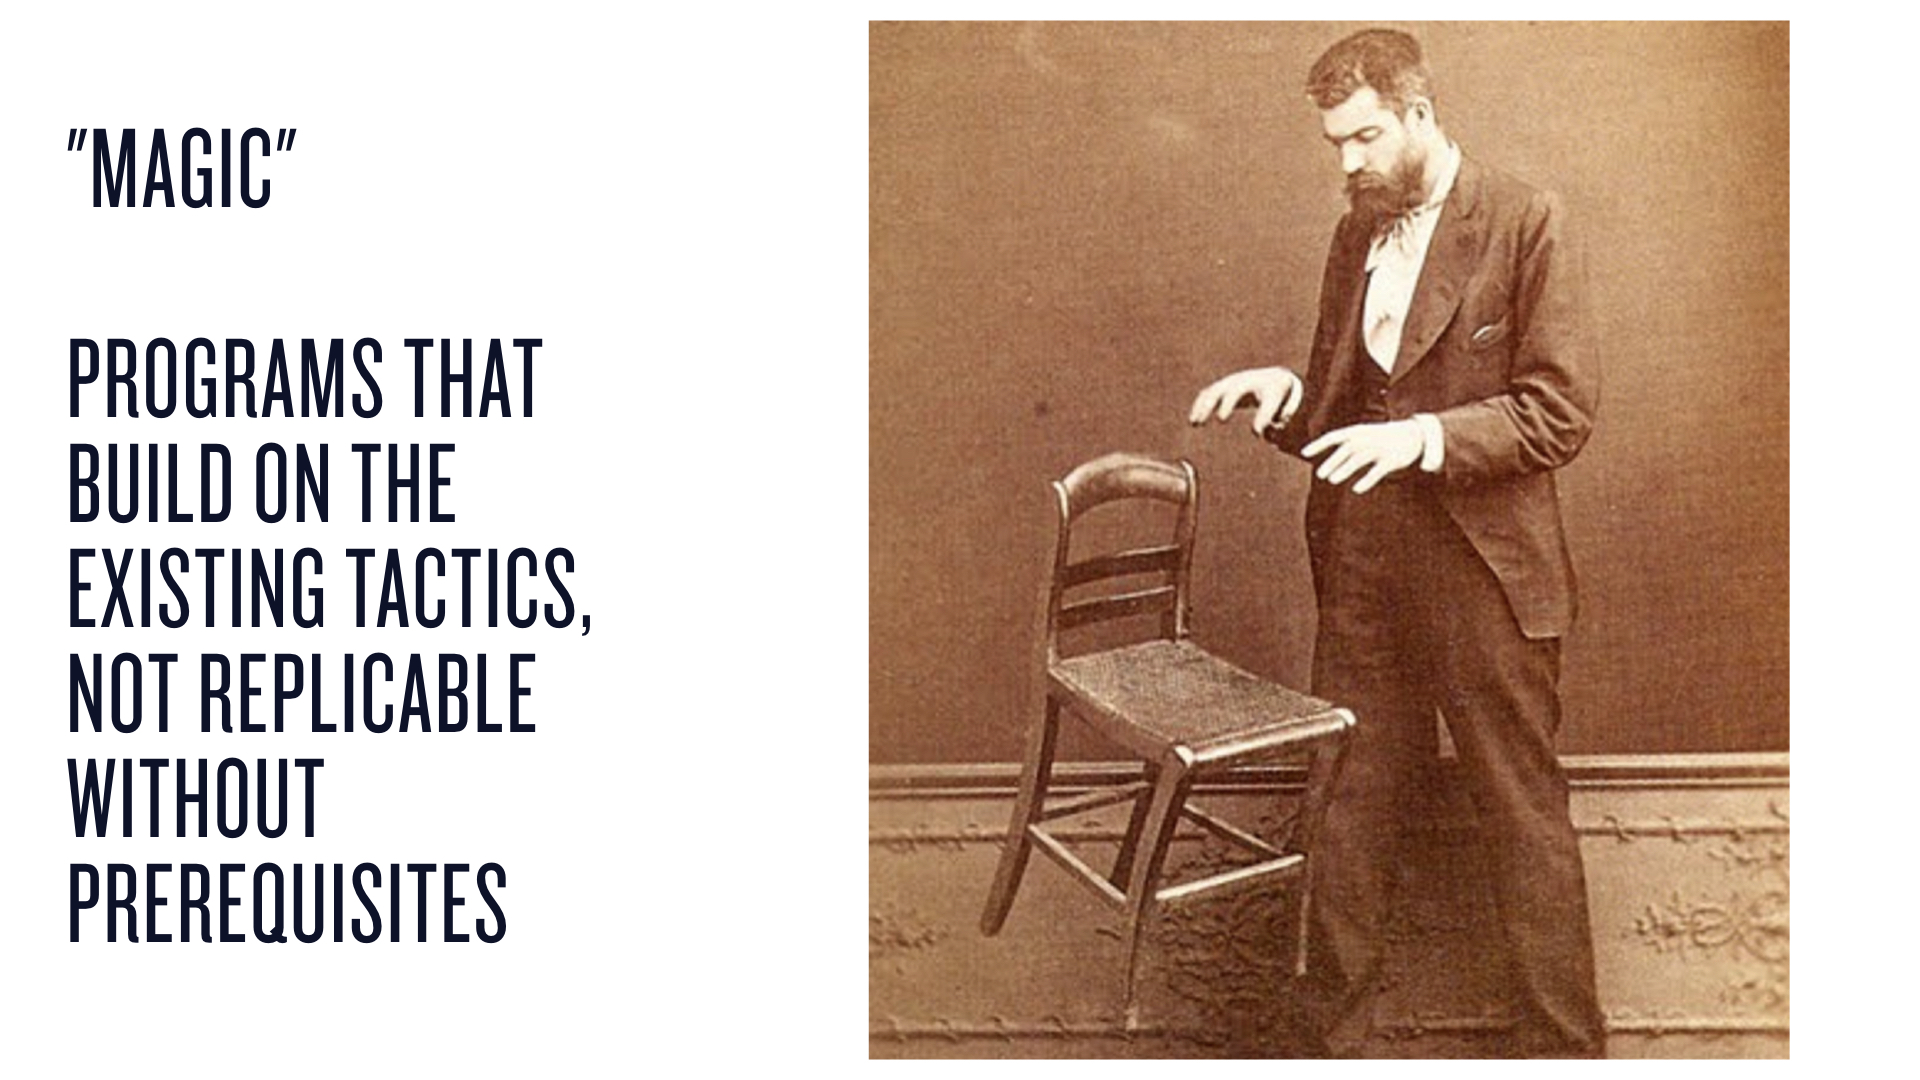 "MAGIC"
PROGRAMS THAT
BUILD ON THE
EXISTING TACTICS,
NOT REPLICABLE
WITHOUT
PREREQUISITES